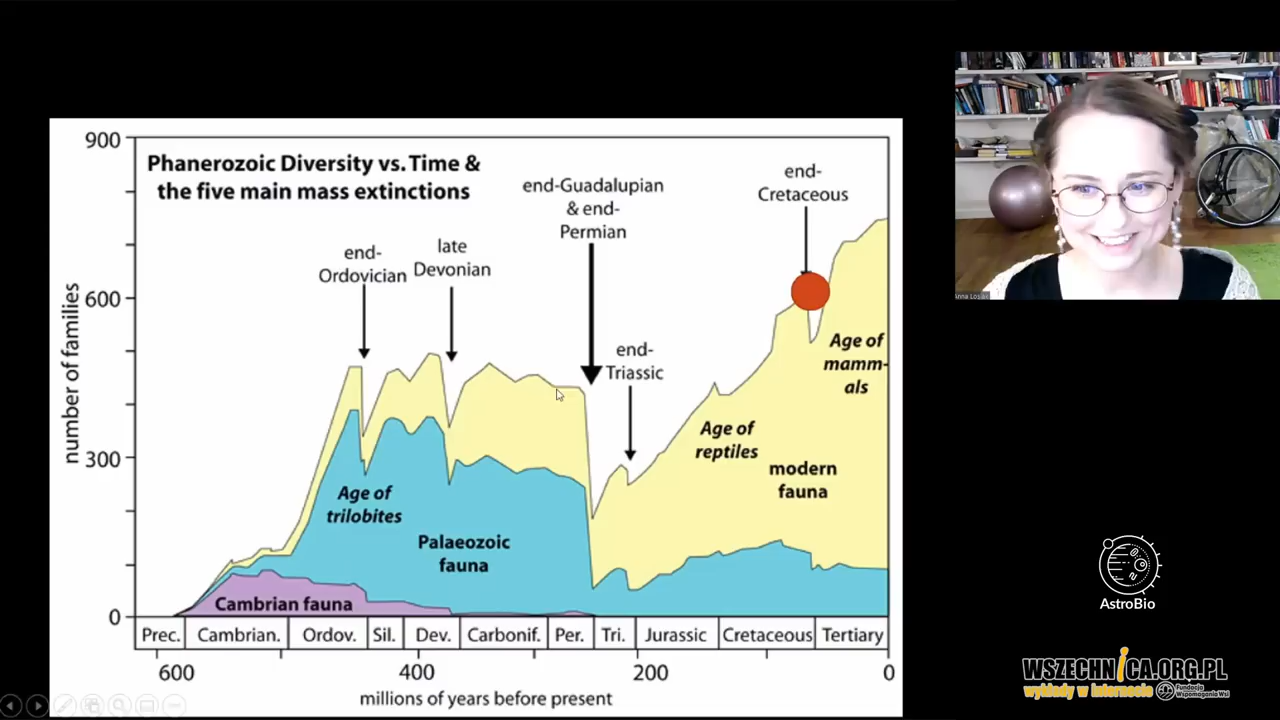 900
Phanerozoic Diversity vs. Time &
the five main mass extinctions
end-
Ordovician
late
Devonian
end-Guadalupian
& end-
Permian
end-
Triassic
end-
Cretaceous
600
300
0
number of families
Age of
trilobites
Palaeozoic
fauna
Cambrian fauna
Age of
reptiles
modern
fauna
Age of
mamm-
als
Prec.
Cambrian.
Ordov.
Sil.
Dev.
Carbonif.
Per.
Tri.
Jurassic
Cretaceous
Tertiary
600
400
200
0
millions of years before present
AstroBio
WSZECHNICA.ORG.PL
wykłady w internecie
Fundacja
Wspomagania Wsi